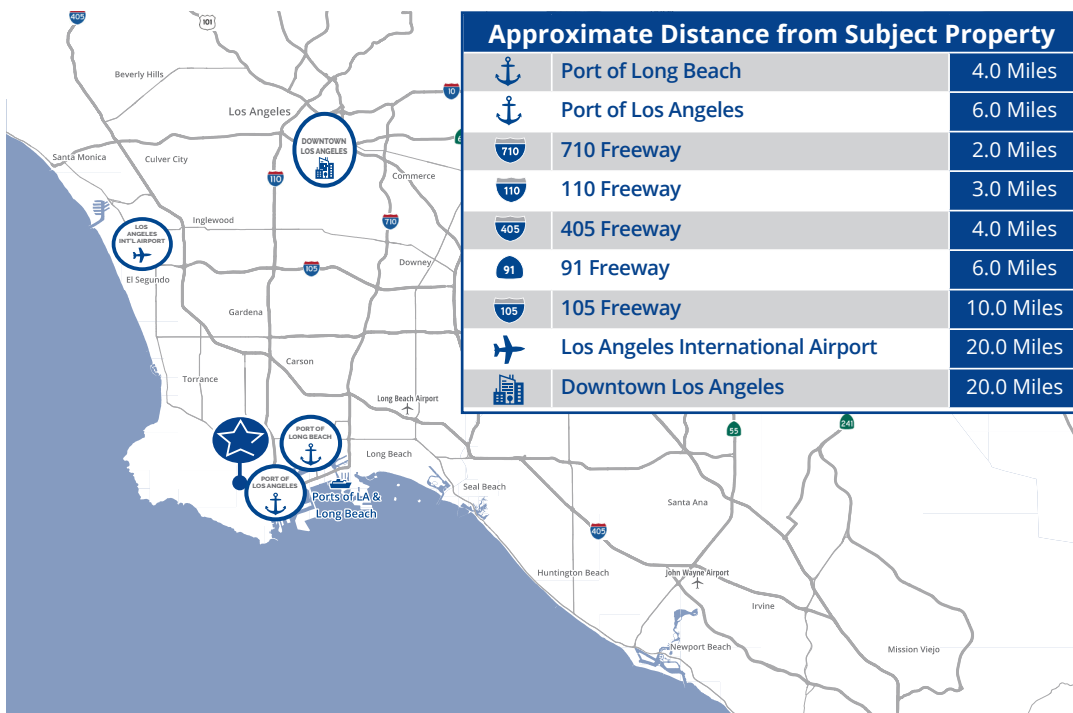 405
101
Approximate Distance from Subject Property
Port of Long Beach 4.0 Miles
Port of Los Angeles 6.0 Miles
710 710 Freeway 2.0 Miles
110 110 Freeway 3.0 Miles
405 405 Freeway 4.0 Miles
91 91 Freeway 6.0 Miles
105 105 Freeway 10.0 Miles
Los Angeles International Airport 20.0 Miles
Downtown Los Angeles 20.0 Miles
Beverly Hills
10
Los Angeles
DOWNTOWN
LOS ANGELES
Santa Monica
Culver City
Commerce
110
Inglewood
710
LOS
ANGELES
INT'L AIRPORT
El Segundo
105
Downey
Gardena
Carson
Torrance
Long Beach Airport
PORT OF
LONG BEACH
Long Beach
PORT OF
LOS ANGELES
Ports of LA &
Long Beach
Seal Beach
55
241
Santa Ana
405
Huntington Beach
John Wayne Airport
Irvine
Newport Beach
Mission Viejo